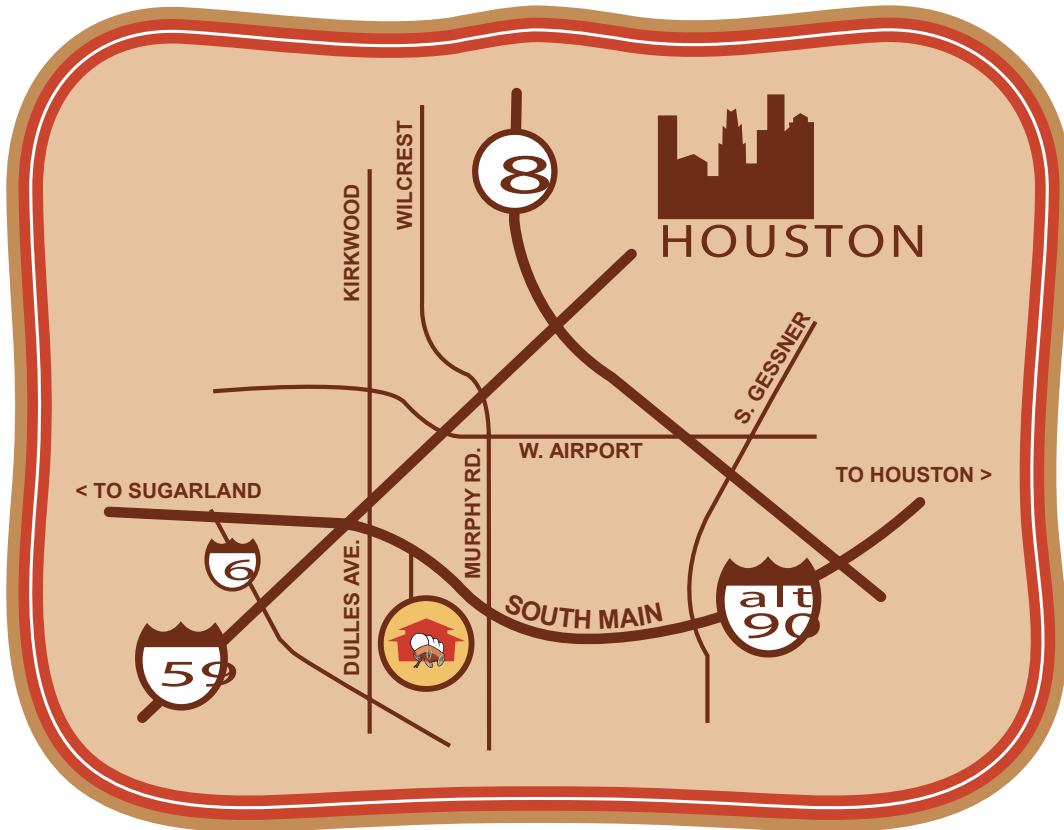 WILCREST
8
KIRKWOOD
HOUSTON
S. GESSNER
W. AIRPORT
MURPHY RD.
TO HOUSTON >
< TO SUGARLAND
6
DULLES AVE.
SOUTH MAIN
alt
90
59